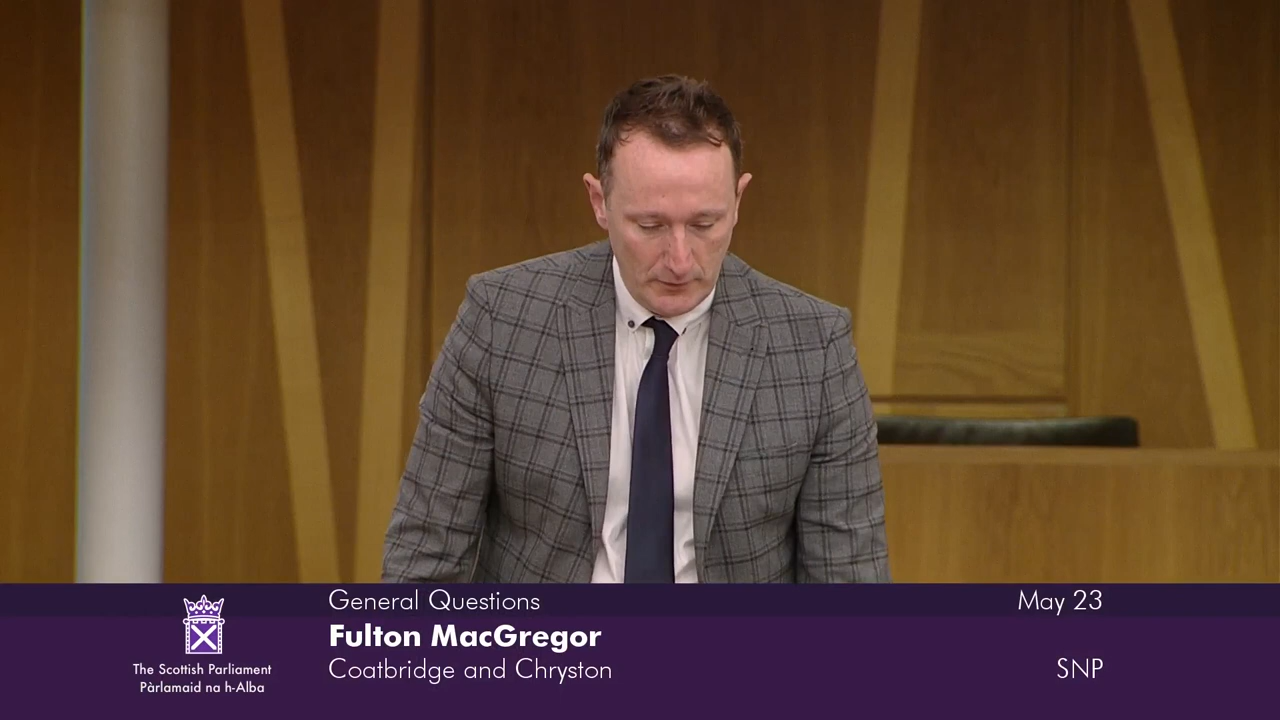 General Questions
May 23
Fulton MacGregor
Coatbridge and Chryston
SNP
The Scottish Parliament
Pàrlamaid na h-Alba